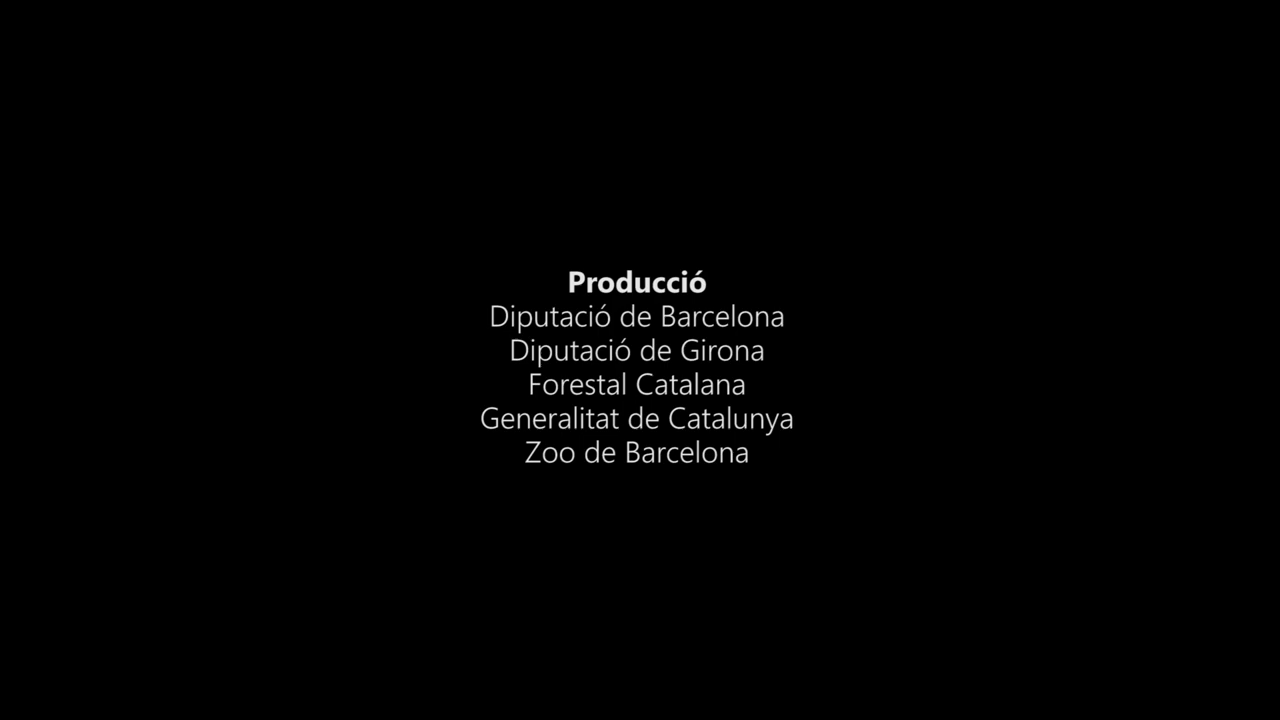 Producció
Diputació de Barcelona
Diputació de Girona
Forestal Catalana
Generalitat de Catalunya
Zoo de Barcelona